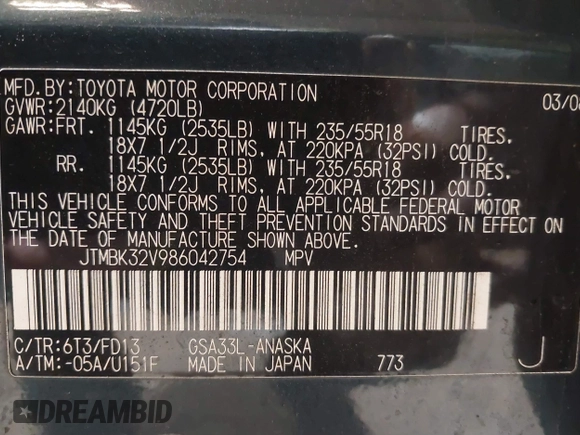 MFD.BY:TOYOTA MOTOR CORPORATION 03/0
GVWR:2140KG (4720LB)
GAWR:FRT. 1145KG (2535LB) WITH 235/55R18 TIRES,
18X7 1/2J RIMS, AT 220KPA (32PSI) COLD.
RR. 1145KG (2535LB) WITH 235/55R18 TIRES,
18X7 1/2J RIMS, AT 220KPA (32PSI) COLD.
THIS VEHICLE CONFORMS TO ALL APPLICABLE FEDERAL MOTOR
VEHICLE SAFETY AND THEFT PREVENTION STANDARDS IN EFFECT ON
THE DATE OF MANUFACTURE SHOWN ABOVE.
JTMBK32V986042754 MPV
C/TR:6T3/FD13 GSA33L-ANASKA
A/TM:-05A/U151F MADE IN JAPAN 773 J
DREAMBID